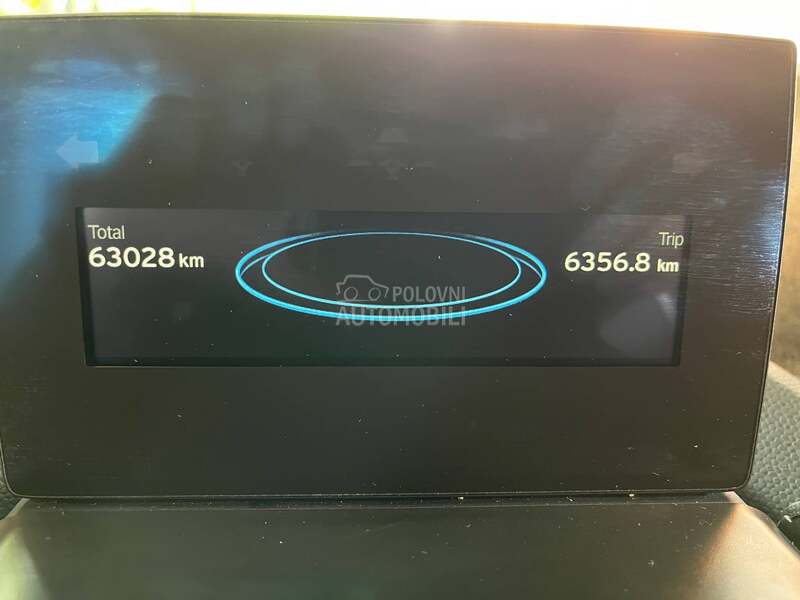 Total
63028 km
Trip
6356.8 km
POLOVNI
AUTOMOBILI